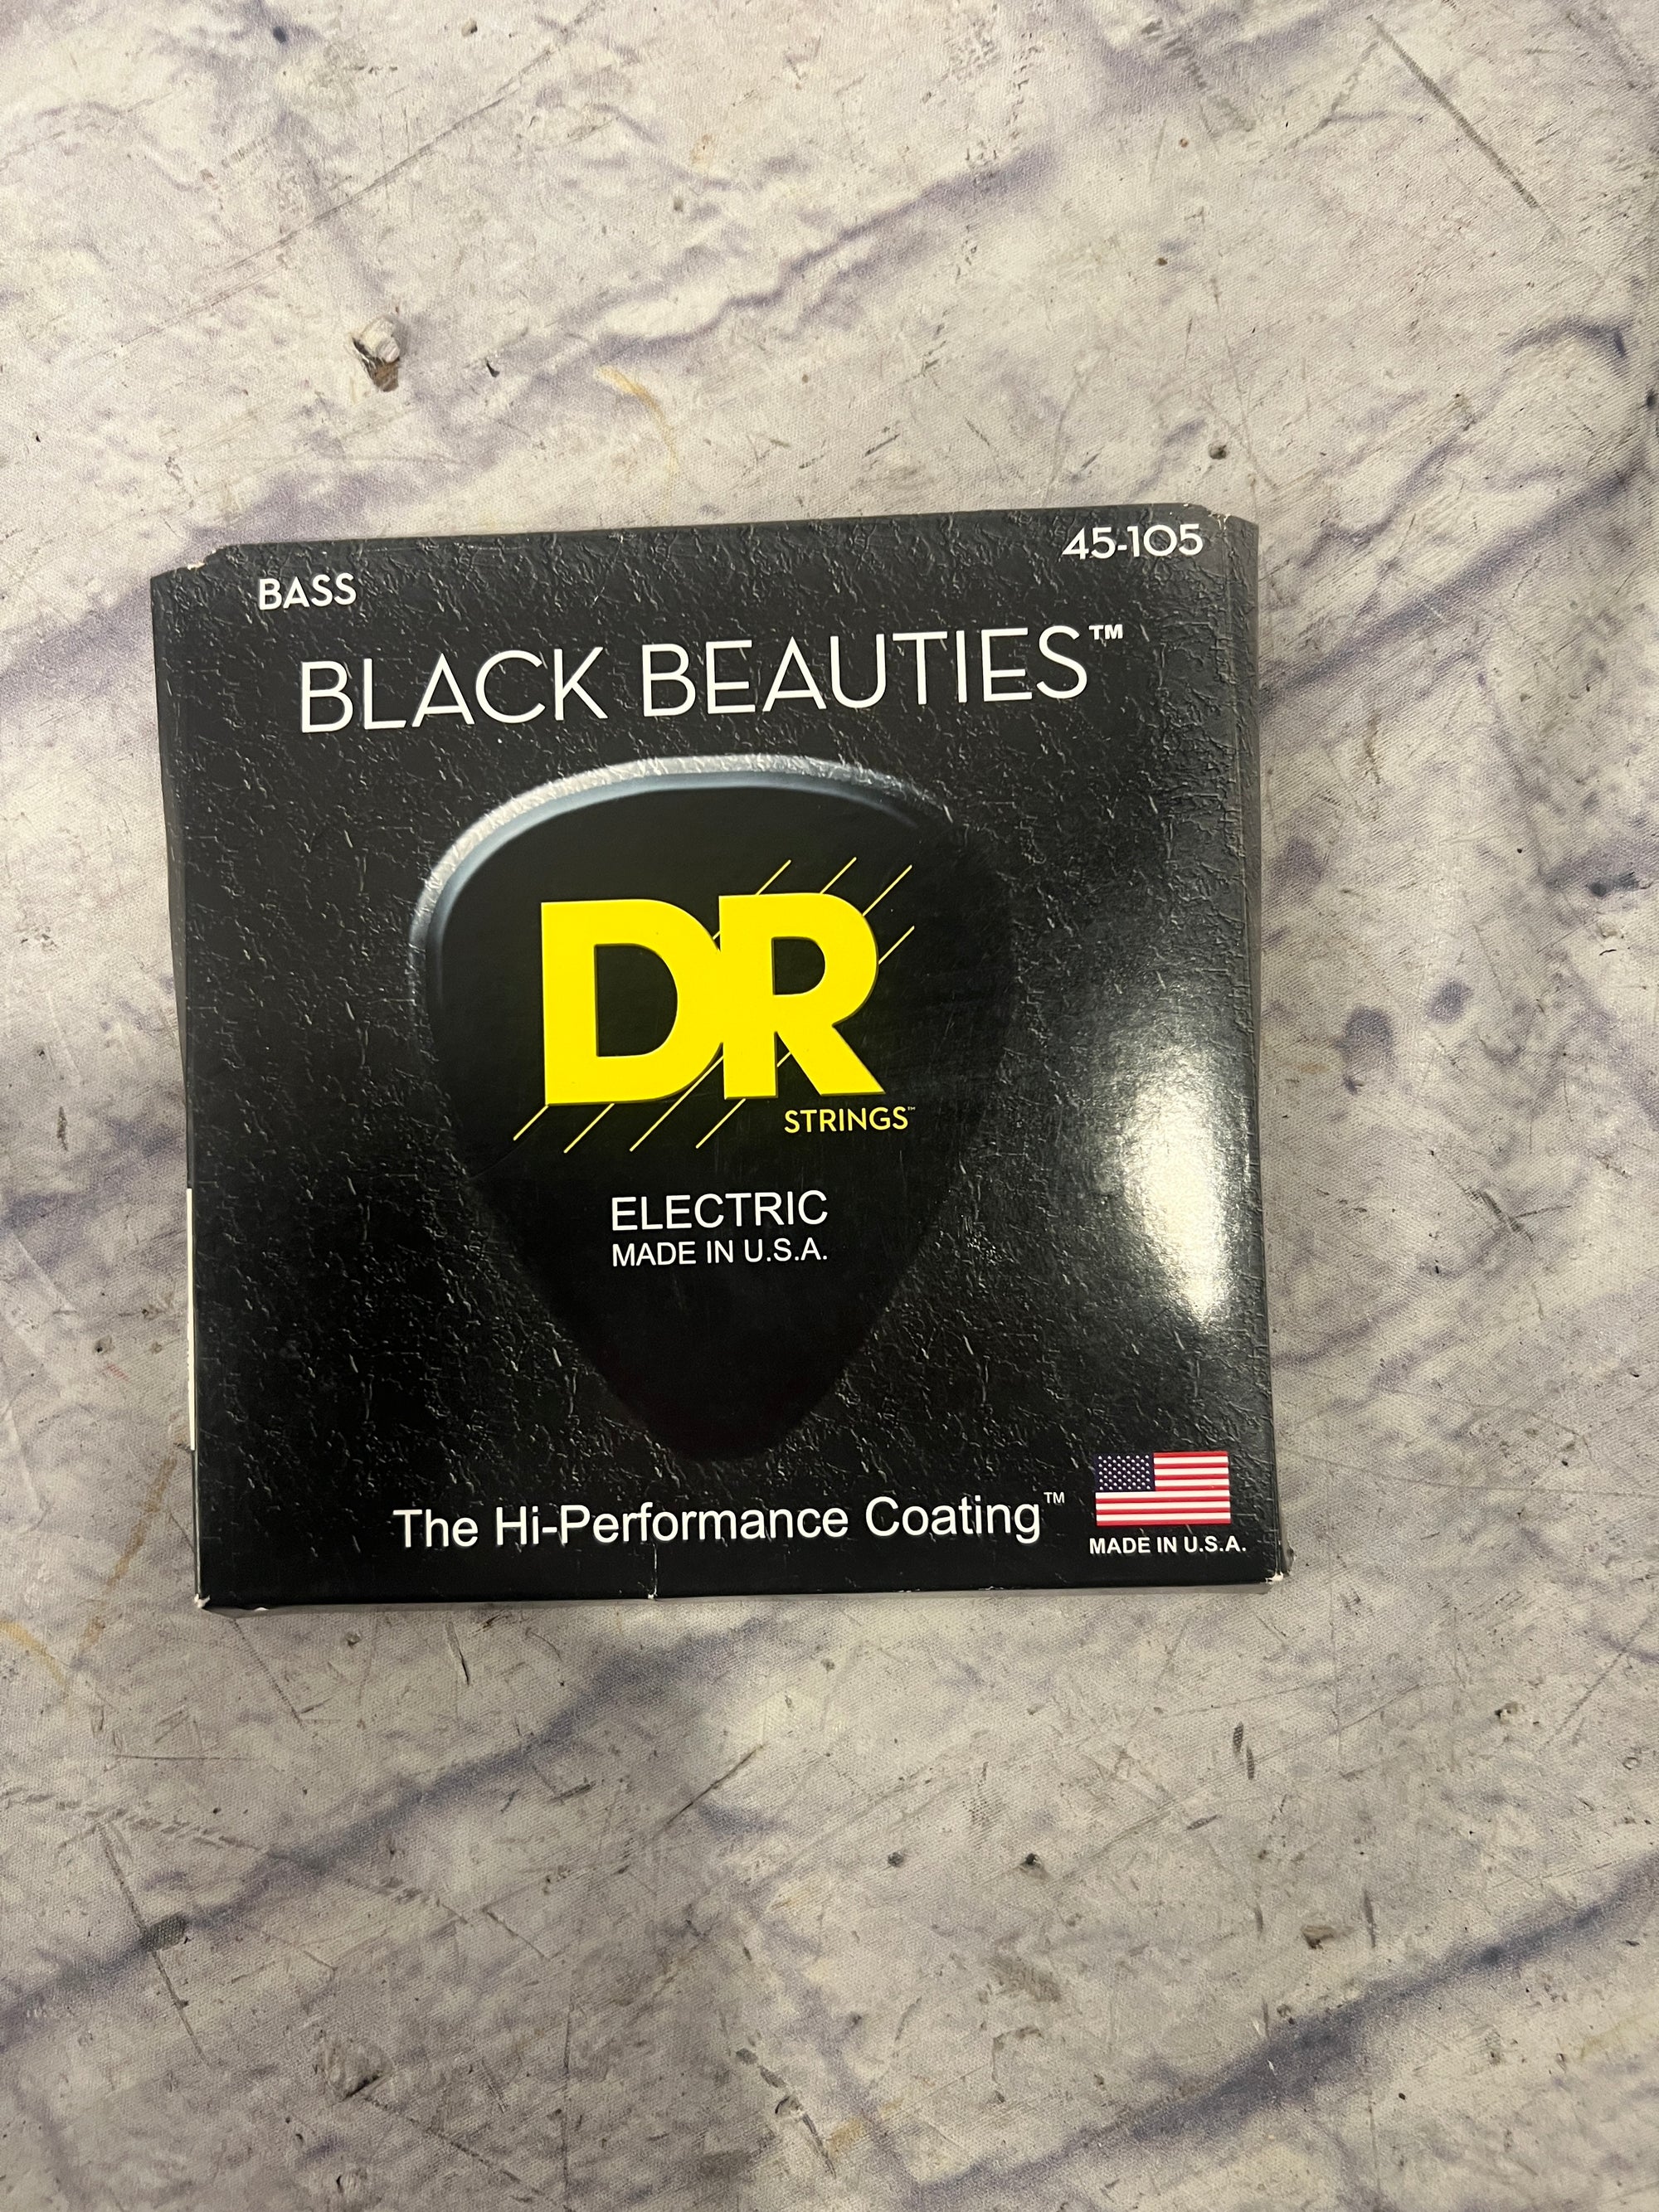 45-105
BASS
BLACK BEAUTIES™
DR
STRINGS™
ELECTRIC
MADE IN U.S.A.
The Hi-Performance Coating™
MADE IN U.S.A.